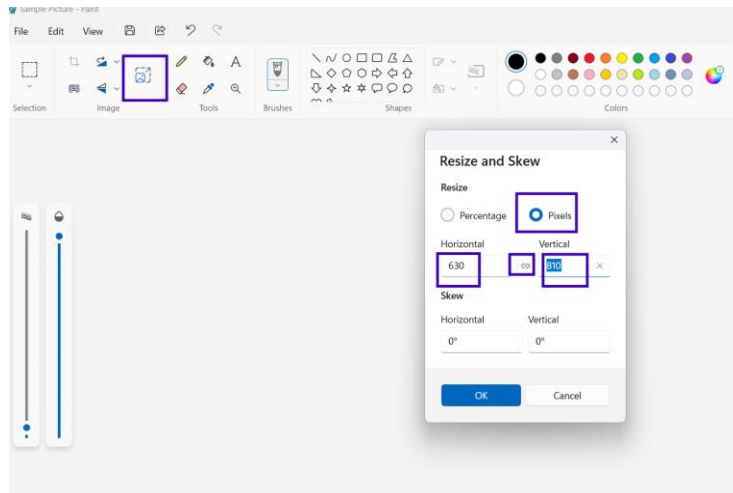 Sample Picture - Paint
File Edit View
A
Selection Image Tools Brushes Shapes Colors
Resize and Skew
Resize
Percentage Pixels
Horizontal Vertical
630 810
Skew
Horizontal Vertical
0° 0°
OK Cancel